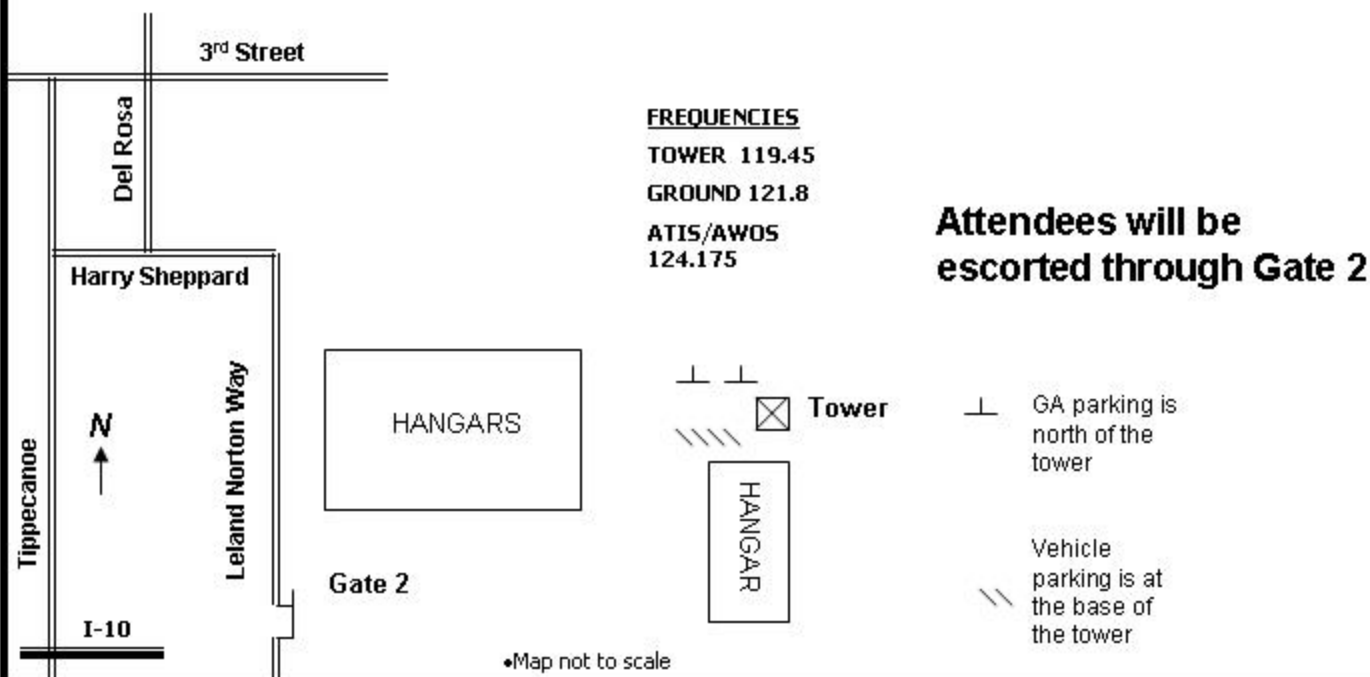 3rd Street
Del Rosa
FREQUENCIES
TOWER 119.45
GROUND 121.8
ATIS/AWOS
124.175
Attendees will be
escorted through Gate 2
Harry Sheppard
Tippecanoe
N
Leland Norton Way
HANGARS
Tower
HANGAR
GA parking is
north of the
tower
Gate 2
Vehicle
parking is at
the base of
the tower
I-10
•Map not to scale